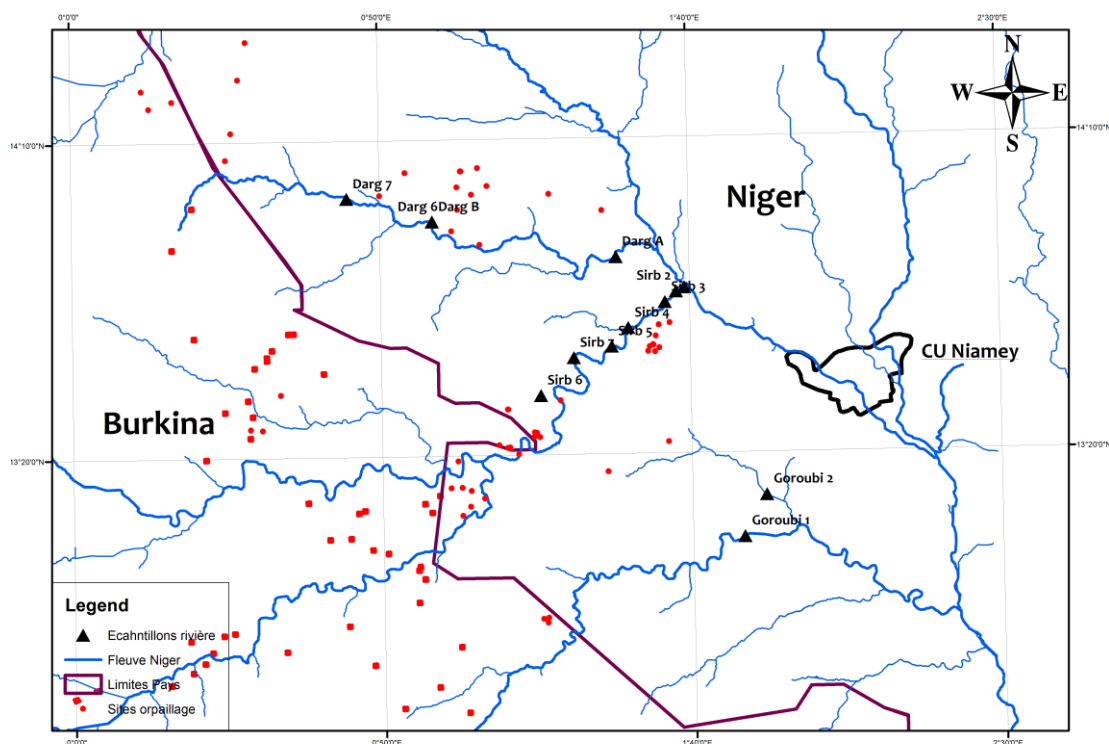 0°0'0"
0°50'0"E
1°40'0"E
2°30'0"E
N
W E
S
14°10'0"N
14°10'0"N
Darg 7
Niger
Darg 6Darg B
Darg A
Sirb 2
Sirb 3
Sirb 4
Sirb 5
Sirb 7
CU Niamey
Sirb 6
Burkina
13°20'0"N
13°20'0"N
Goroubi 2
Goroubi 1
Legend
Ecahntillons rivière
Fleuve Niger
Limites Pays
Sites orpaillage
0°0'0"
0°50'0"E
1°40'0"E
2°30'0"E